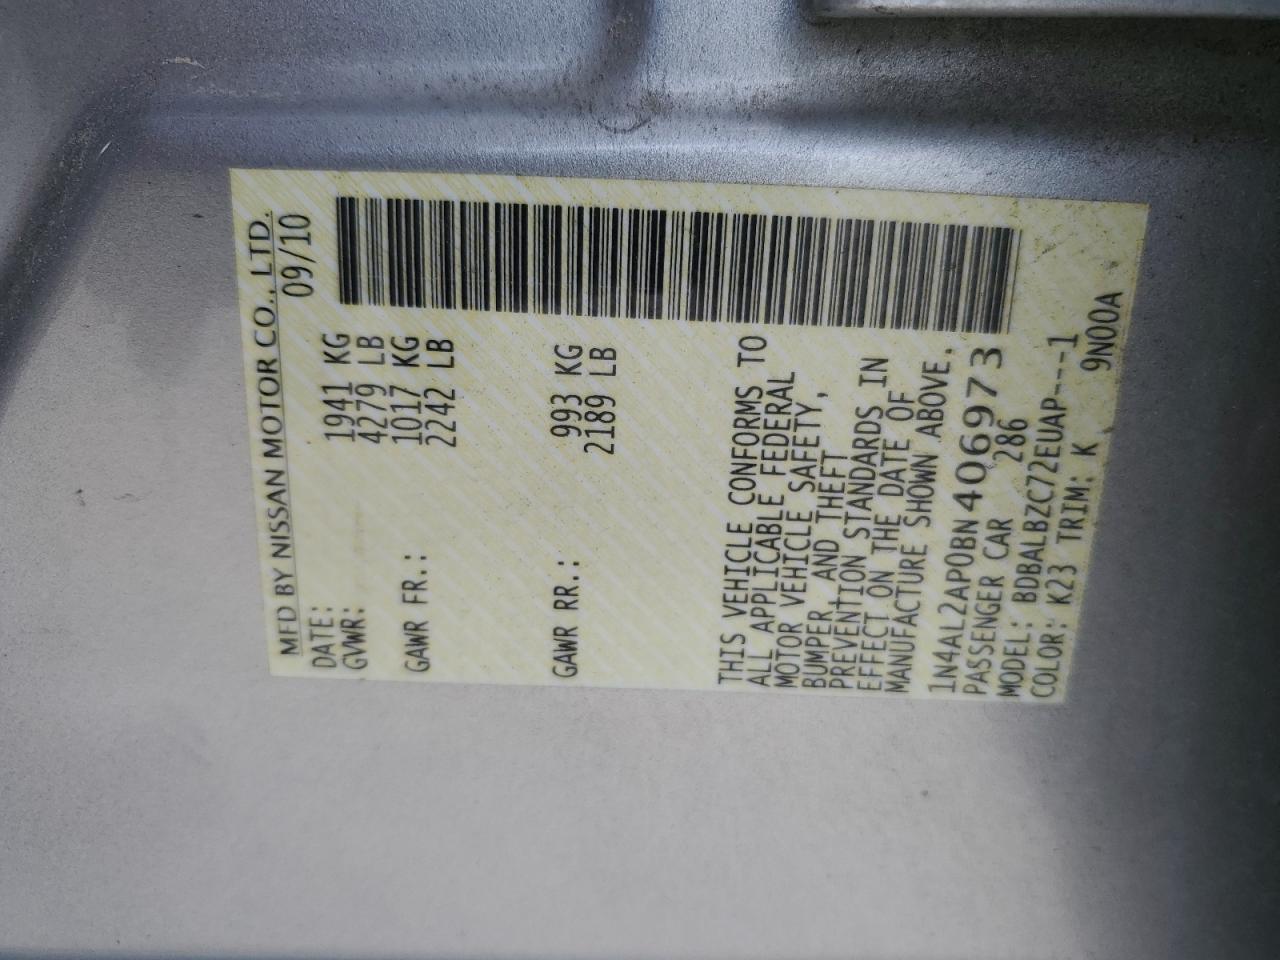 MFD BY NISSAN MOTOR CO., LTD.
DATE: 09/10
GVWR: 1941 KG
4279 LB
GAWR FR.: 1017 KG
2242 LB
GAWR RR.: 993 KG
2189 LB
THIS VEHICLE CONFORMS TO
ALL APPLICABLE FEDERAL
MOTOR VEHICLE SAFETY,
BUMPER, AND THEFT
PREVENTION STANDARDS IN
EFFECT ON THE DATE OF
MANUFACTURE SHOWN ABOVE.
1N4AL2AP0BN406973
PASSENGER CAR 286
MODEL: BDBALBZC72EUAP---1
COLOR: K23 TRIM: K 9N00A